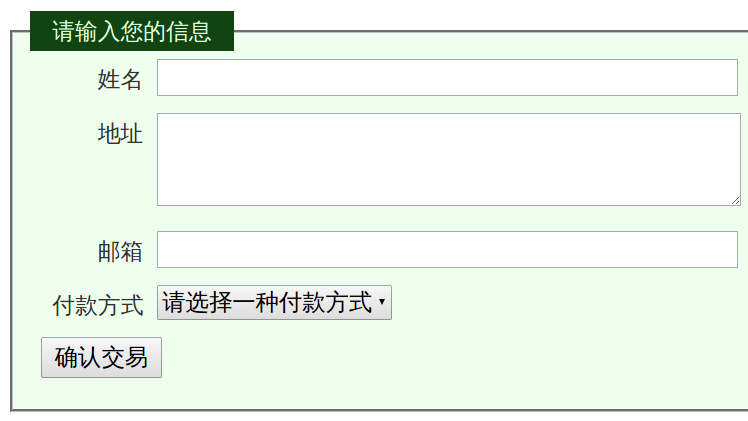 请输入您的信息
姓名
地址
邮箱
付款方式 请选择一种付款方式
确认交易